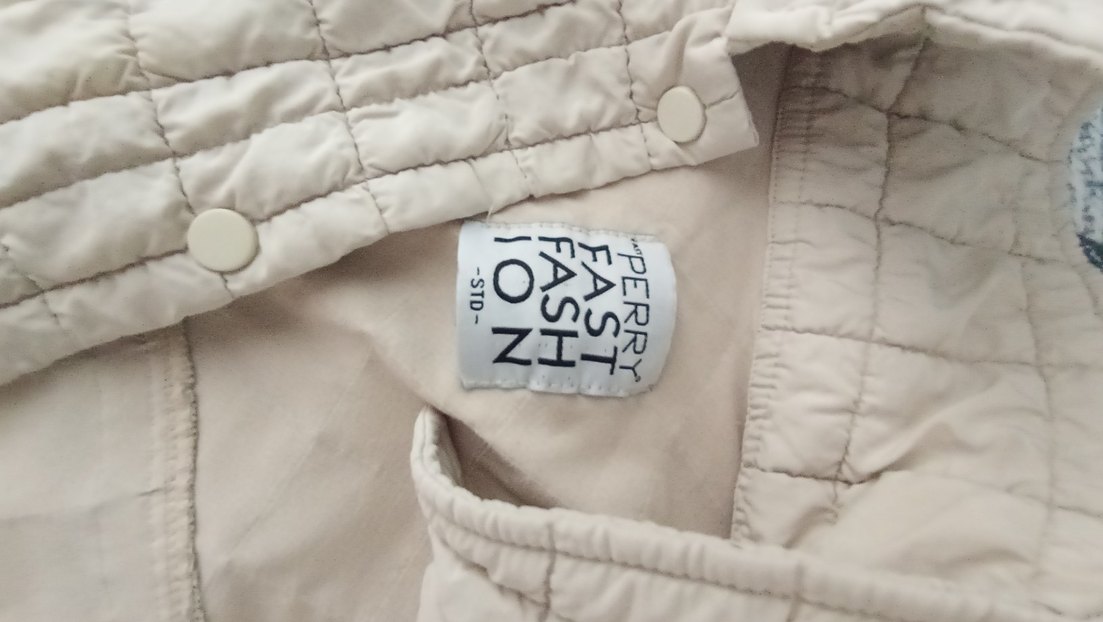 PERRY
FAST
FASH
ION
-STD-